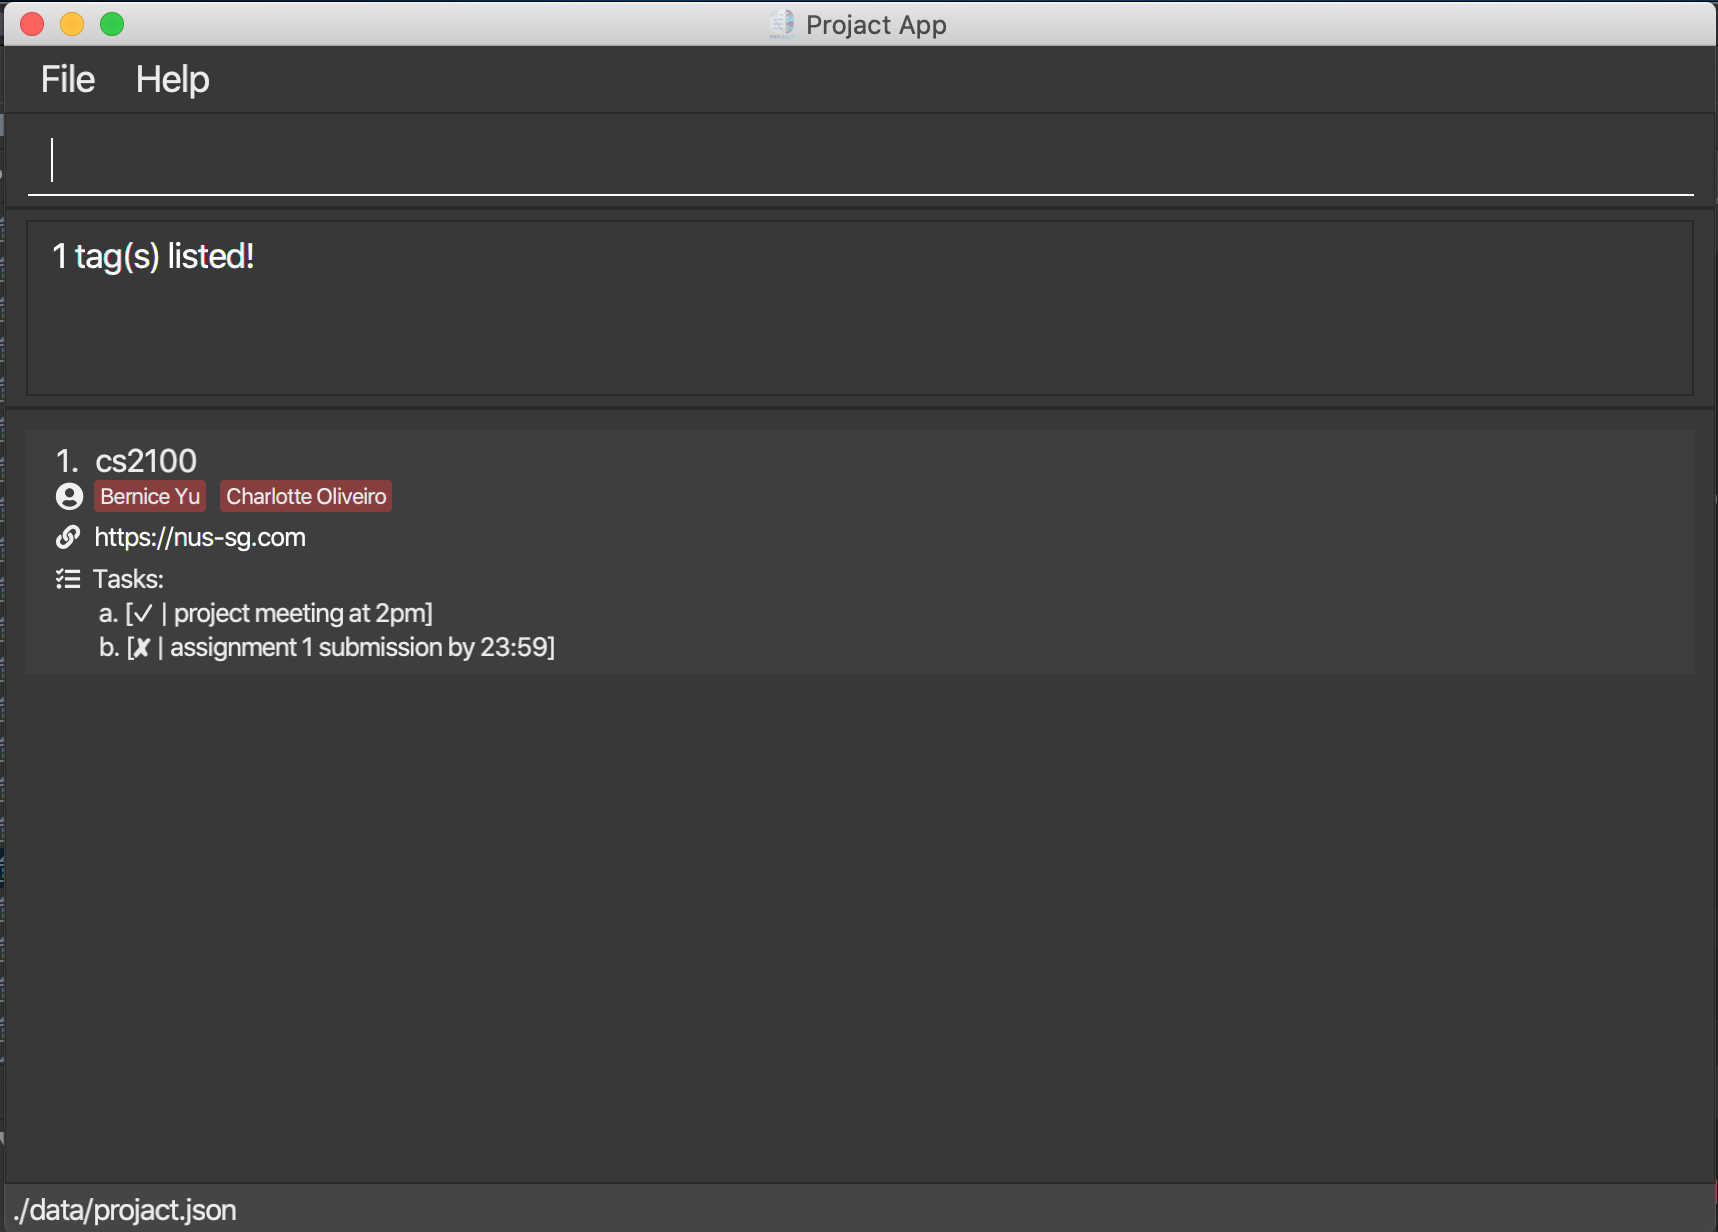 Projact App
File Help
1 tag(s) listed!
1. cs2100
Bernice Yu Charlotte Oliveiro
https://nus-sg.com
Tasks:
a. [✓ | project meeting at 2pm]
b. [✘ | assignment 1 submission by 23:59]
./data/projact.json